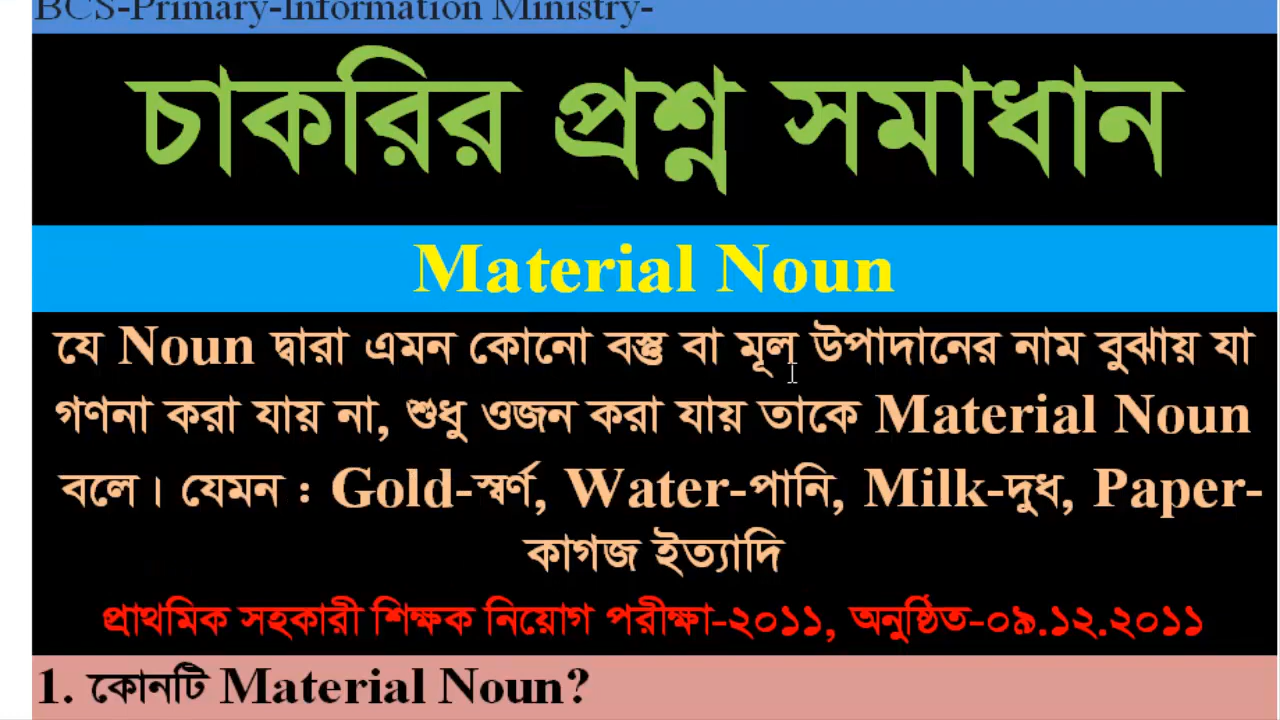 BCS-Primary-Information Ministry-
চাকরির প্রশ্ন সমাধান
Material Noun
যে Noun দ্বারা এমন কোনো বস্তু বা মূল উপাদানের নাম বুঝায় যা
গণনা করা যায় না, শুধু ওজন করা যায় তাকে Material Noun
বলে। যেমন : Gold-স্বর্ণ, Water-পানি, Milk-দুধ, Paper-
কাগজ ইত্যাদি
প্রাথমিক সহকারী শিক্ষক নিয়োগ পরীক্ষা-২০১১, অনুষ্ঠিত-০৯.১২.২০১১
1. কোনটি Material Noun?